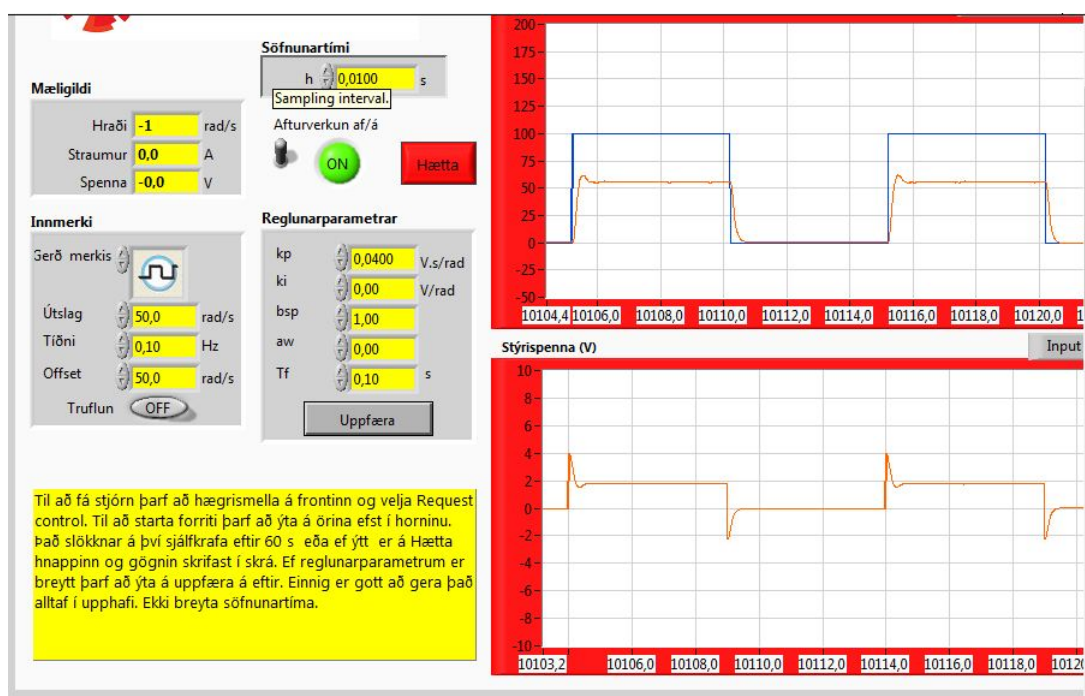 Söfnunartími
h 0,0100 s
Sampling interval.
Mæligildi
Hraði -1 rad/s
Straumur 0,0 A
Spenna -0,0 V
Afturverkun af/á
ON
Hætta
Innmerki
Gerð merkis
Útslag 50,0 rad/s
Tíðni 0,10 Hz
Offset 50,0 rad/s
Truflun OFF
Reglunarparametrar
kp 0,0400 V.s/rad
ki 0,00 V/rad
bsp 1,00
aw 0,00
Tf 0,10 s
Uppfæra
Til að fá stjórn þarf að hægrismella á frontinn og velja Request
control. Til að starta forriti þarf að ýta á örina efst í horninu.
Það slökknar á því sjálfkrafa eftir 60 s eða ef ýtt er á Hætta
hnappinn og gögnin skrifast í skrá. Ef reglunarparametrum er
breytt þarf að ýta á uppfæra á eftir. Einnig er gott að gera það
alltaf í upphafi. Ekki breyta söfnunartíma.
200
175
150
125
100
75
50
25
0
-25
-50
10104,4 10106,0 10108,0 10110,0 10112,0 10114,0 10116,0 10118,0 10120,0 1
Stýrispenna (V)
Input
10
8
6
4
2
0
-2
-4
-6
-8
-10
10103,2 10106,0 10108,0 10110,0 10112,0 10114,0 10116,0 10118,0 10120